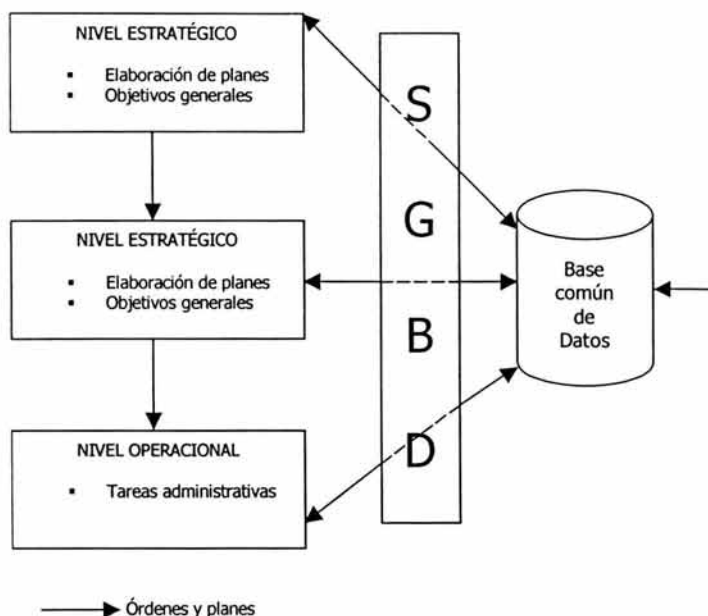 NIVEL ESTRATÉGICO
▪ Elaboración de planes
▪ Objetivos generales
NIVEL ESTRATÉGICO
▪ Elaboración de planes
▪ Objetivos generales
NIVEL OPERACIONAL
▪ Tareas administrativas
S
G
B
D
Base
común
de
Datos
Órdenes y planes